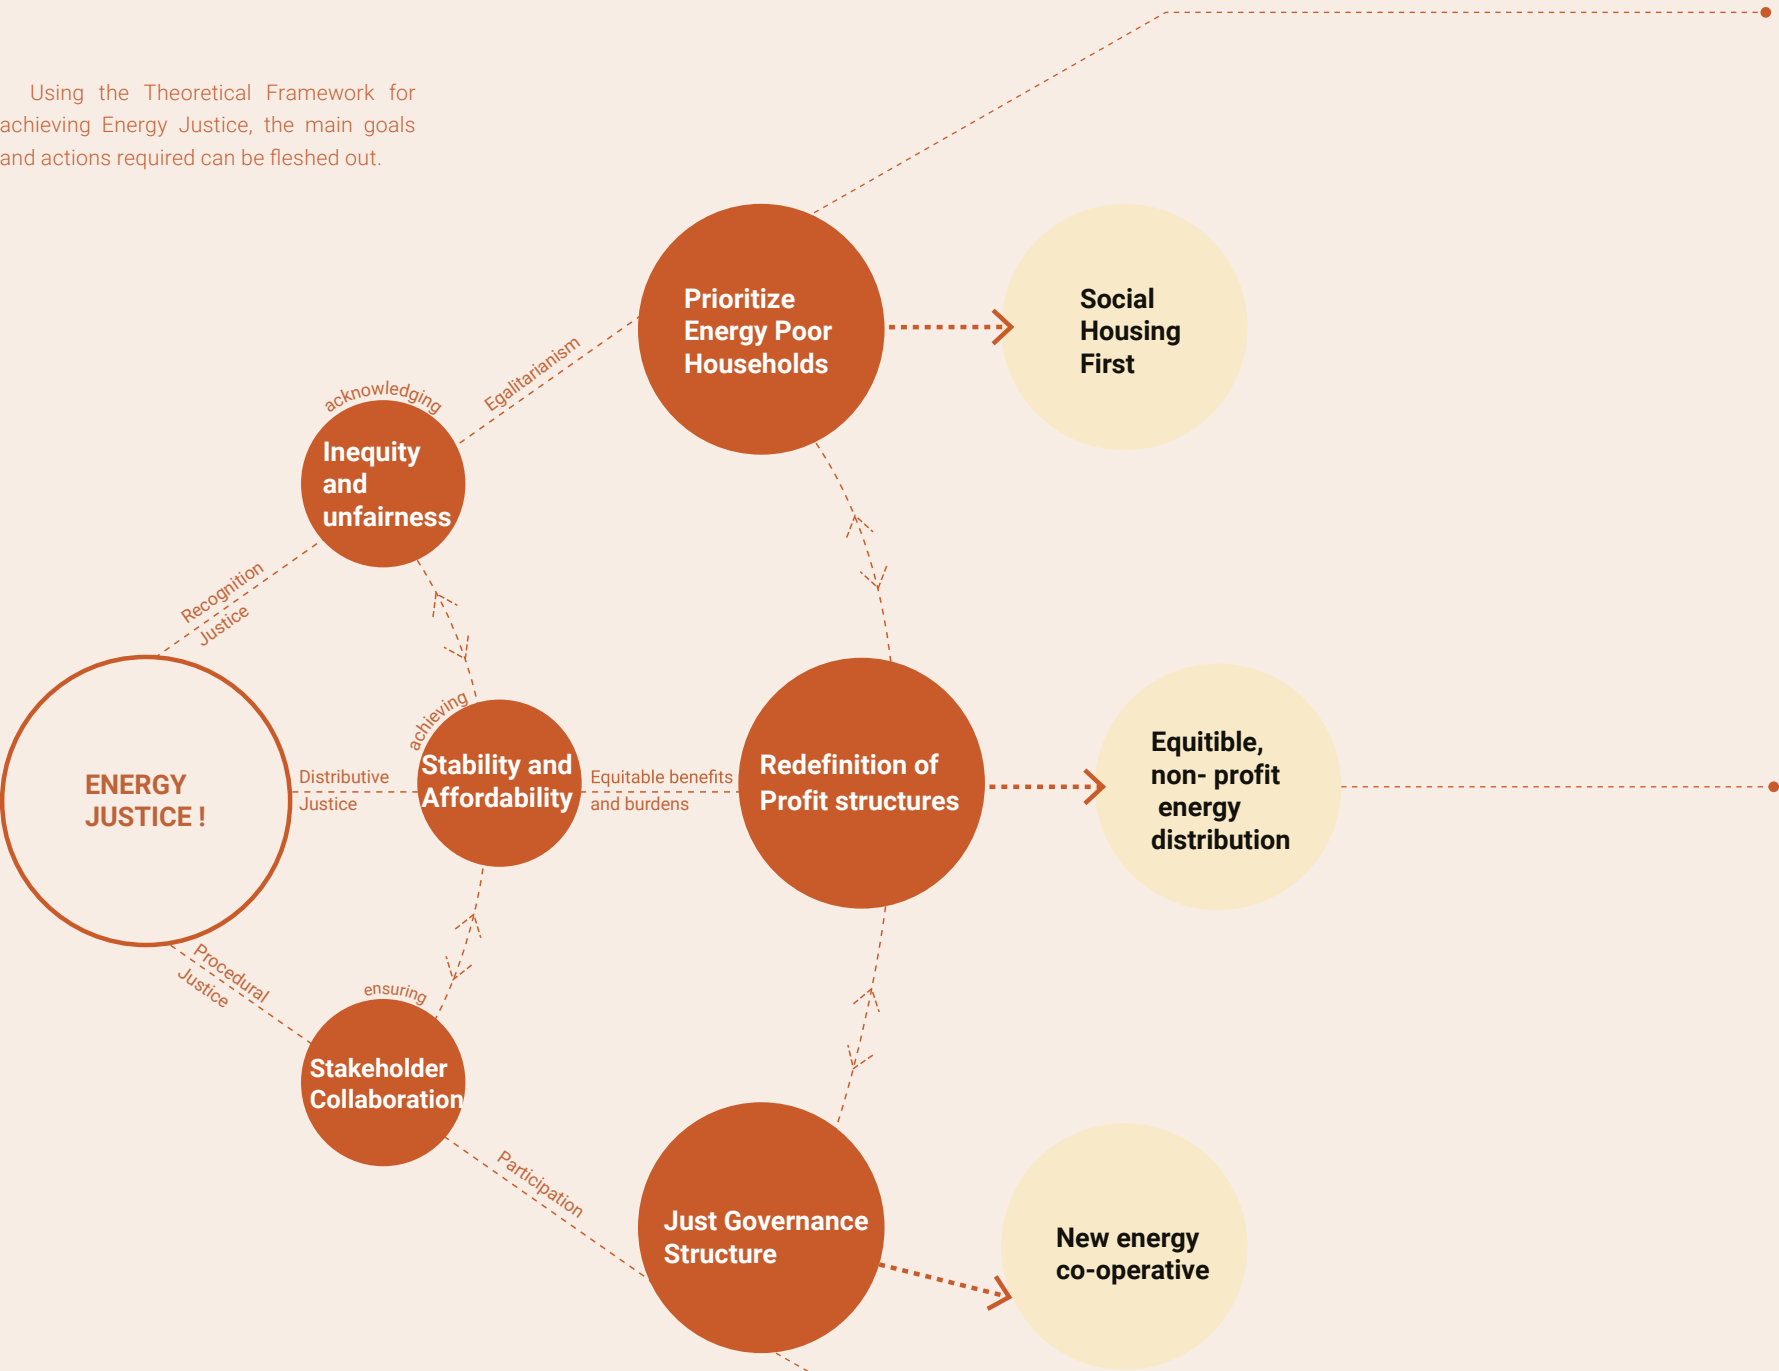 Using the Theoretical Framework for
achieving Energy Justice, the main goals
and actions required can be fleshed out.
Prioritize
Energy Poor
Households
Social
Housing
First
Egalitarianism
acknowledging
Inequity
and
unfairness
Recognition
Justice
achieving
ENERGY
JUSTICE !
Distributive
Justice
Stability and
Affordability
Equitable benefits
and burdens
Redefinition of
Profit structures
Equitible,
non- profit
energy
distribution
Procedural
Justice
ensuring
Stakeholder
Collaboration
Participation
Just Governance
Structure
New energy
co-operative